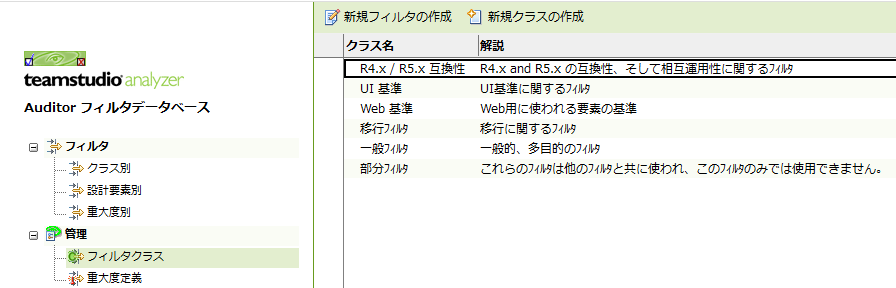 新規フィルタの作成 新規クラスの作成
クラス名 解説
R4.x / R5.x 互換性 R4.x and R5.x の互換性、そして相互運用性に関するﾌｨﾙﾀ
UI 基準 UI基準に関するﾌｨﾙﾀ
Web 基準 Web用に使われる要素の基準
移行ﾌｨﾙﾀ 移行に関するﾌｨﾙﾀ
一般ﾌｨﾙﾀ 一般的、多目的のﾌｨﾙﾀ
部分ﾌｨﾙﾀ これらのﾌｨﾙﾀは他のﾌｨﾙﾀと共に使われ、このﾌｨﾙﾀのみでは使用できません。
teamstudio analyzer
Auditor フィルタデータベース
フィルタ
クラス別
設計要素別
重大度別
管理
フィルタクラス
重大度定義